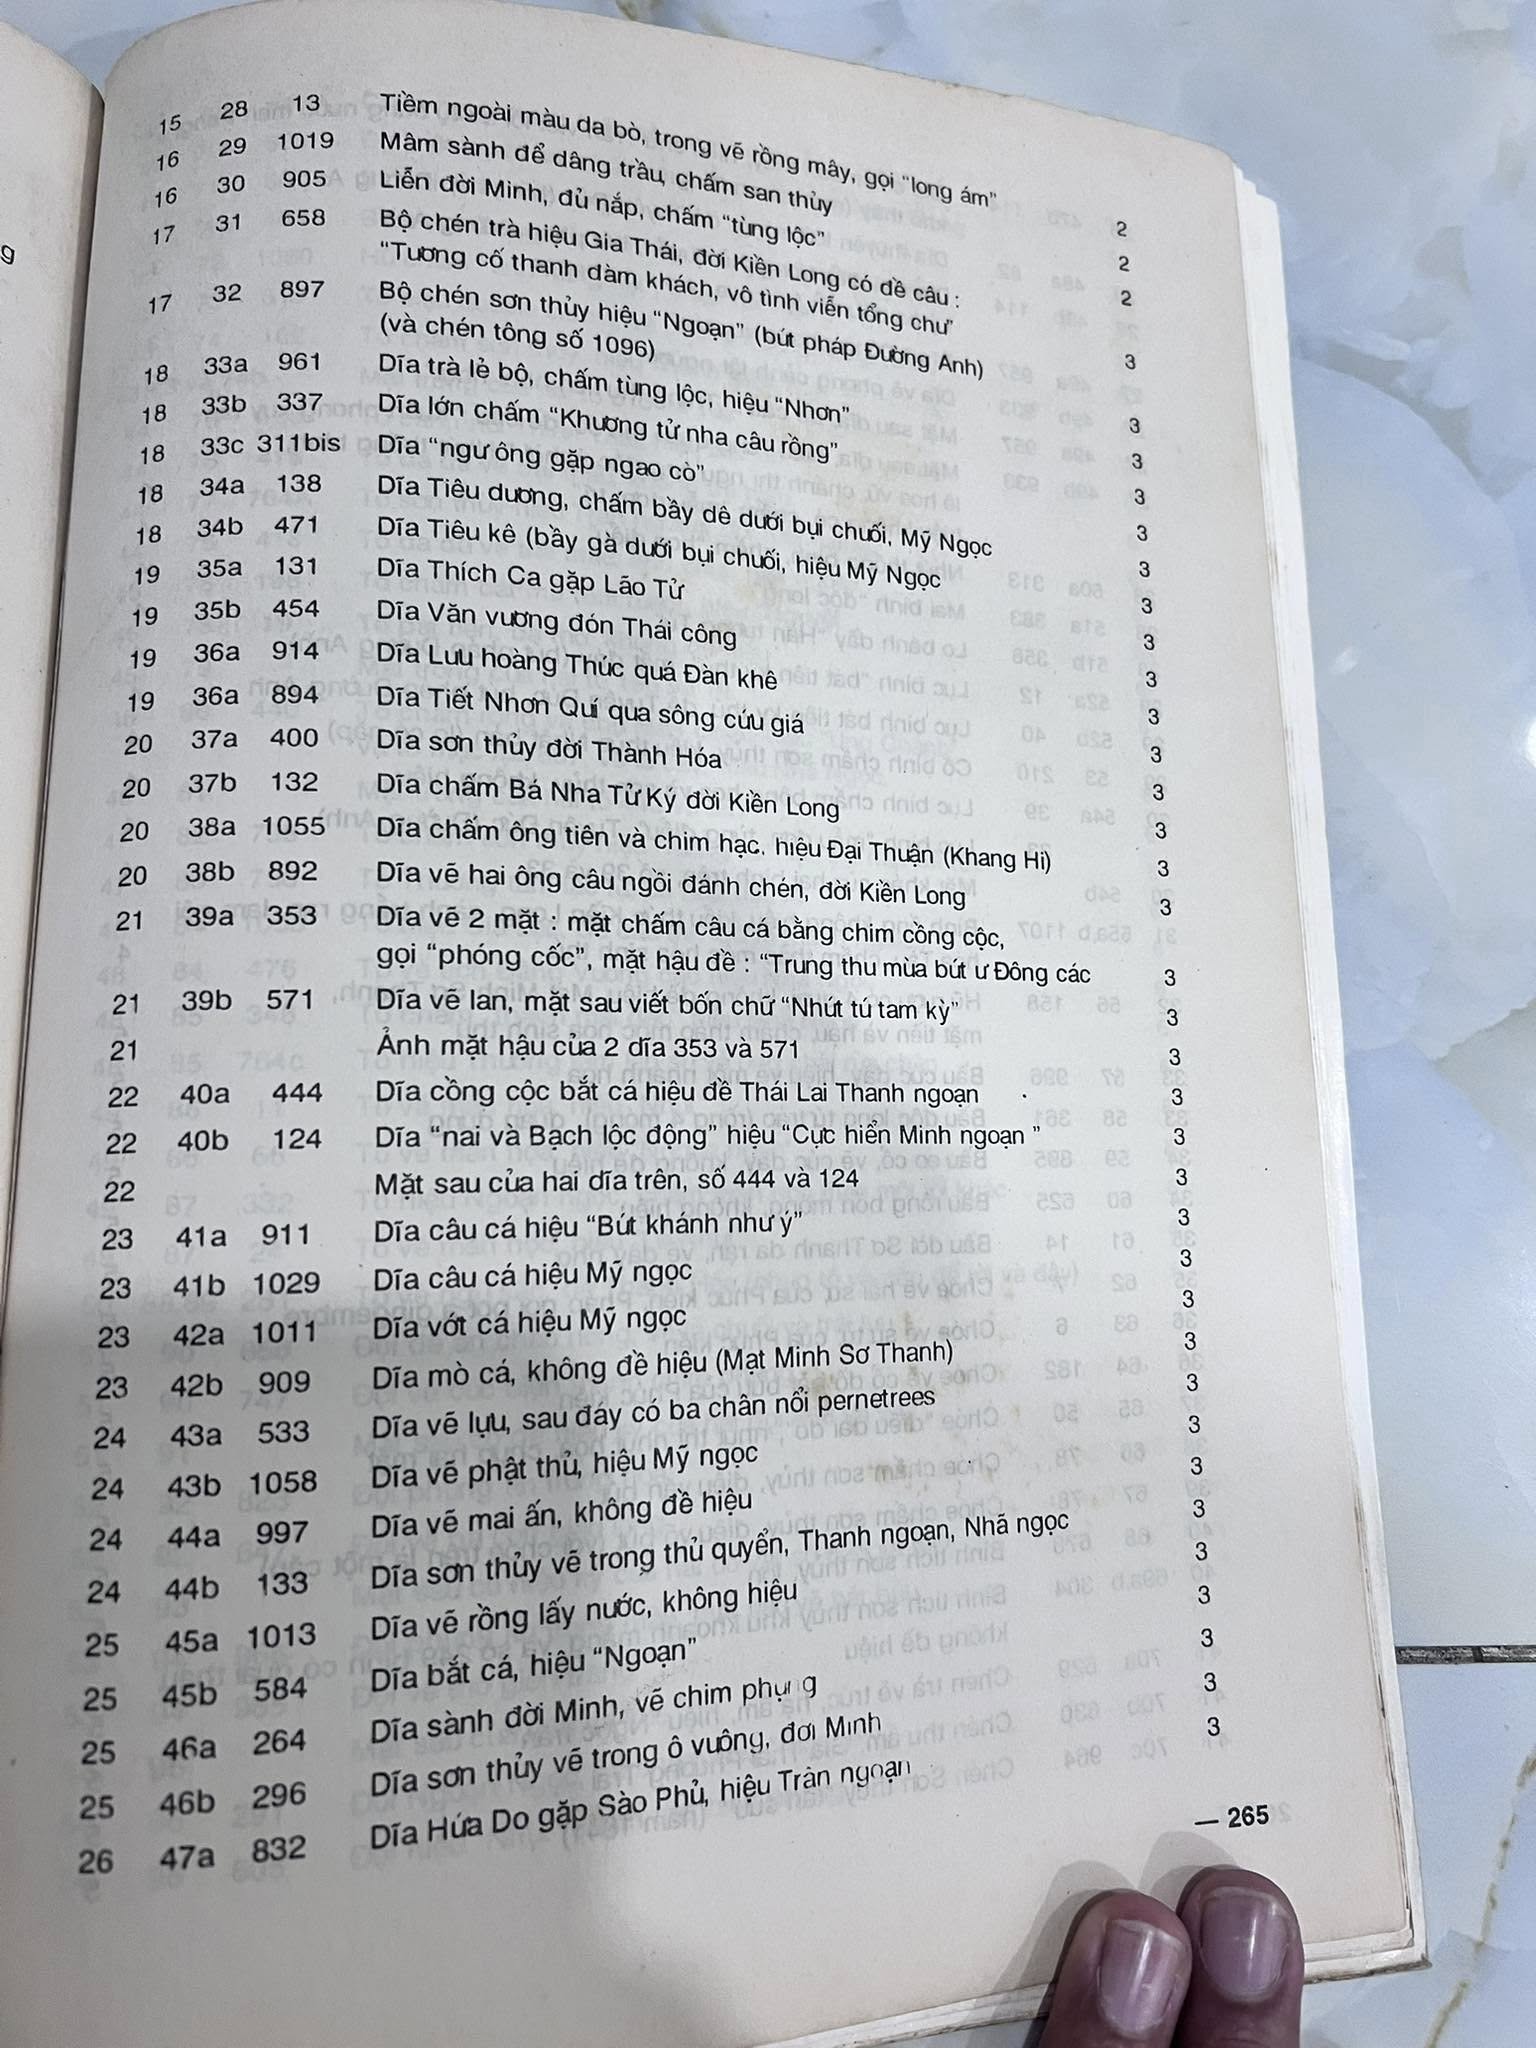 15 28 13 Tiềm ngoài màu da bò, trong vẽ rồng mây, gọi “long ám” 2
16 29 1019 Mâm sành để dâng trầu, chấm san thủy 2
16 30 905 Liễn đời Minh, đủ nắp, chấm “tùng lộc” 2
17 31 658 Bộ chén trà hiệu Gia Thái, đời Kiền Long có đề câu :
“Tương cố thanh dàm khách, vô tình viễn tổng chư” 3
17 32 897 Bộ chén sơn thủy hiệu “Ngoạn” (bút pháp Đường Anh)
(và chén tông số 1096) 3
18 33a 961 Dĩa trà lẻ bộ, chấm tùng lộc, hiệu “Nhơn” 3
18 33b 337 Dĩa lớn chấm “Khương tử nha câu rồng” 3
18 33c 311bis Dĩa “ngư ông gặp ngao cò” 3
18 34a 138 Dĩa Tiêu dương, chấm bầy dê dưới bụi chuối, Mỹ Ngọc 3
18 34b 471 Dĩa Tiêu kê (bầy gà dưới bụi chuối, hiệu Mỹ Ngọc 3
19 35a 131 Dĩa Thích Ca gặp Lão Tử 3
19 35b 454 Dĩa Văn vương đón Thái công 3
19 36a 914 Dĩa Lưu hoàng Thúc quá Đàn khê 3
19 36a 894 Dĩa Tiết Nhơn Quí qua sông cứu giá 3
20 37a 400 Dĩa sơn thủy đời Thành Hóa 3
20 37b 132 Dĩa chấm Bá Nha Tử Ký đời Kiền Long 3
20 38a 1055 Dĩa chấm ông tiên và chim hạc. hiệu Đại Thuận (Khang Hi) 3
20 38b 892 Dĩa vẽ hai ông câu ngồi đánh chén, đời Kiền Long 3
21 39a 353 Dĩa vẽ 2 mặt : mặt chấm câu cá bằng chim cồng cộc,
gọi “phóng cốc”, mặt hậu đề : “Trung thu mùa bút ư Đông các 3
21 39b 571 Dĩa vẽ lan, mặt sau viết bốn chữ “Nhứt tú tam kỳ” 3
21 Ảnh mặt hậu của 2 dĩa 353 và 571 3
22 40a 444 Dĩa cồng cộc bắt cá hiệu đề Thái Lai Thanh ngoạn 3
22 40b 124 Dĩa “nai và Bạch lộc động” hiệu “Cực hiển Minh ngoạn ” 3
22 Mặt sau của hai dĩa trên, số 444 và 124 3
23 41a 911 Dĩa câu cá hiệu “Bút khánh như ý” 3
23 41b 1029 Dĩa câu cá hiệu Mỹ ngọc 3
23 42a 1011 Dĩa vớt cá hiệu Mỹ ngọc 3
23 42b 909 Dĩa mò cá, không đề hiệu (Mạt Minh Sơ Thanh) 3
24 43a 533 Dĩa vẽ lựu, sau đáy có ba chân nổi pernetrees 3
24 43b 1058 Dĩa vẽ phật thủ, hiệu Mỹ ngọc 3
24 44a 997 Dĩa vẽ mai ấn, không đề hiệu 3
24 44b 133 Dĩa sơn thủy vẽ trong thủ quyển, Thanh ngoạn, Nhã ngọc 3
25 45a 1013 Dĩa vẽ rồng lấy nước, không hiệu 3
25 45b 584 Dĩa bắt cá, hiệu “Ngoạn” 3
25 46a 264 Dĩa sành đời Minh, vẽ chim phụng 3
25 46b 296 Dĩa sơn thủy vẽ trong ô vuông, đời Minh 3
26 47a 832 Dĩa Hứa Do gặp Sào Phủ, hiệu Trân ngoạn 3
— 265